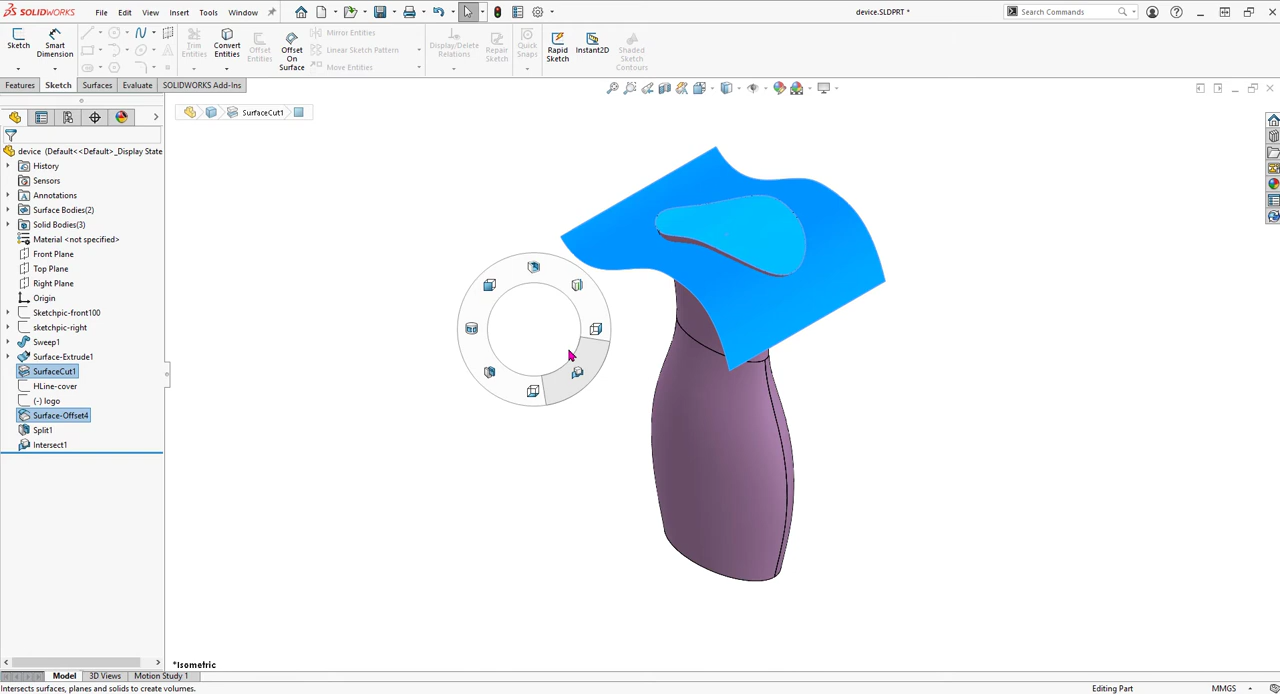 SOLIDWORKS File Edit View Insert Tools Window device.SLDPRT * Search Commands
Sketch Smart Dimension Trim Entities Convert Entities Offset Entities Offset On Surface Mirror Entities Linear Sketch Pattern Move Entities Display/Delete Relations Repair Sketch Quick Snaps Rapid Sketch Instant2D Shaded Sketch Contours
Features Sketch Surfaces Evaluate SOLIDWORKS Add-Ins
SurfaceCut1
device (Default<<Default>_Display State
History
Sensors
Annotations
Surface Bodies(2)
Solid Bodies(3)
Material <not specified>
Front Plane
Top Plane
Right Plane
Origin
Sketchpic-front100
sketchpic-right
Sweep1
Surface-Extrude1
SurfaceCut1
HLine-cover
(-) logo
Surface-Offset4
Split1
Intersect1
*Isometric
Model 3D Views Motion Study 1
Intersects surfaces, planes and solids to create volumes. Editing Part MMGS